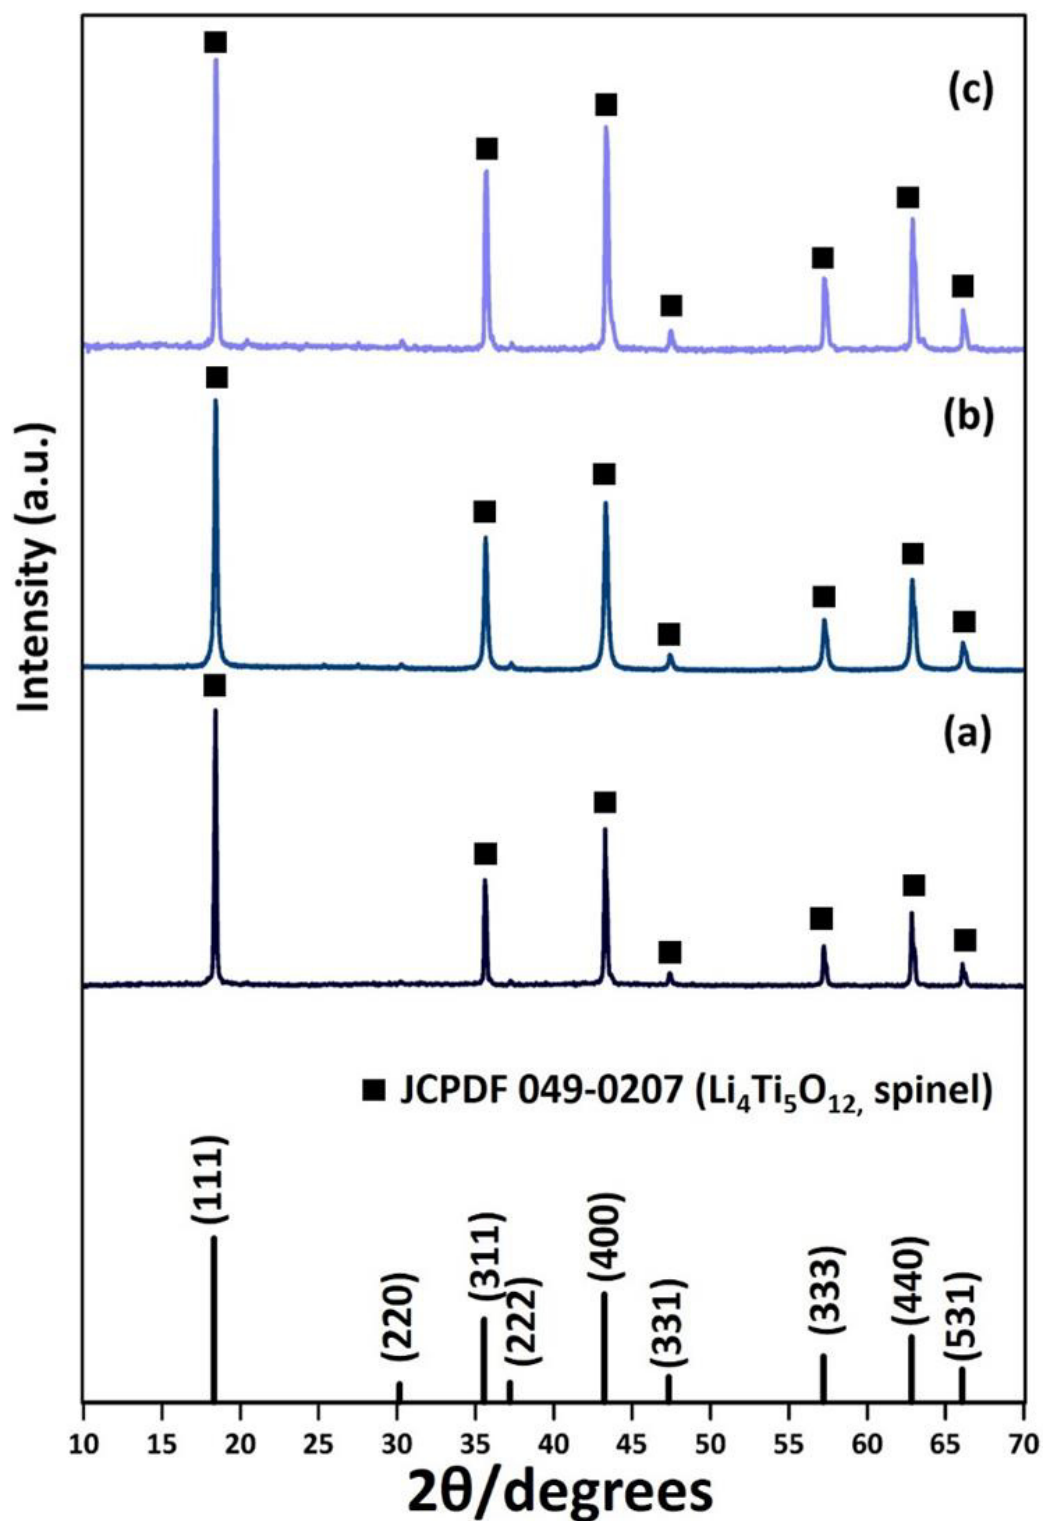 (c)
(b)
(a)
Intensity (a.u.)
■ JCPDF 049-0207 (Li₄Ti₅O₁₂, spinel)
(111)
(220)
(311)
(222)
(400)
(331)
(333)
(440)
(531)
10 15 20 25 30 35 40 45 50 55 60 65 70
2θ/degrees